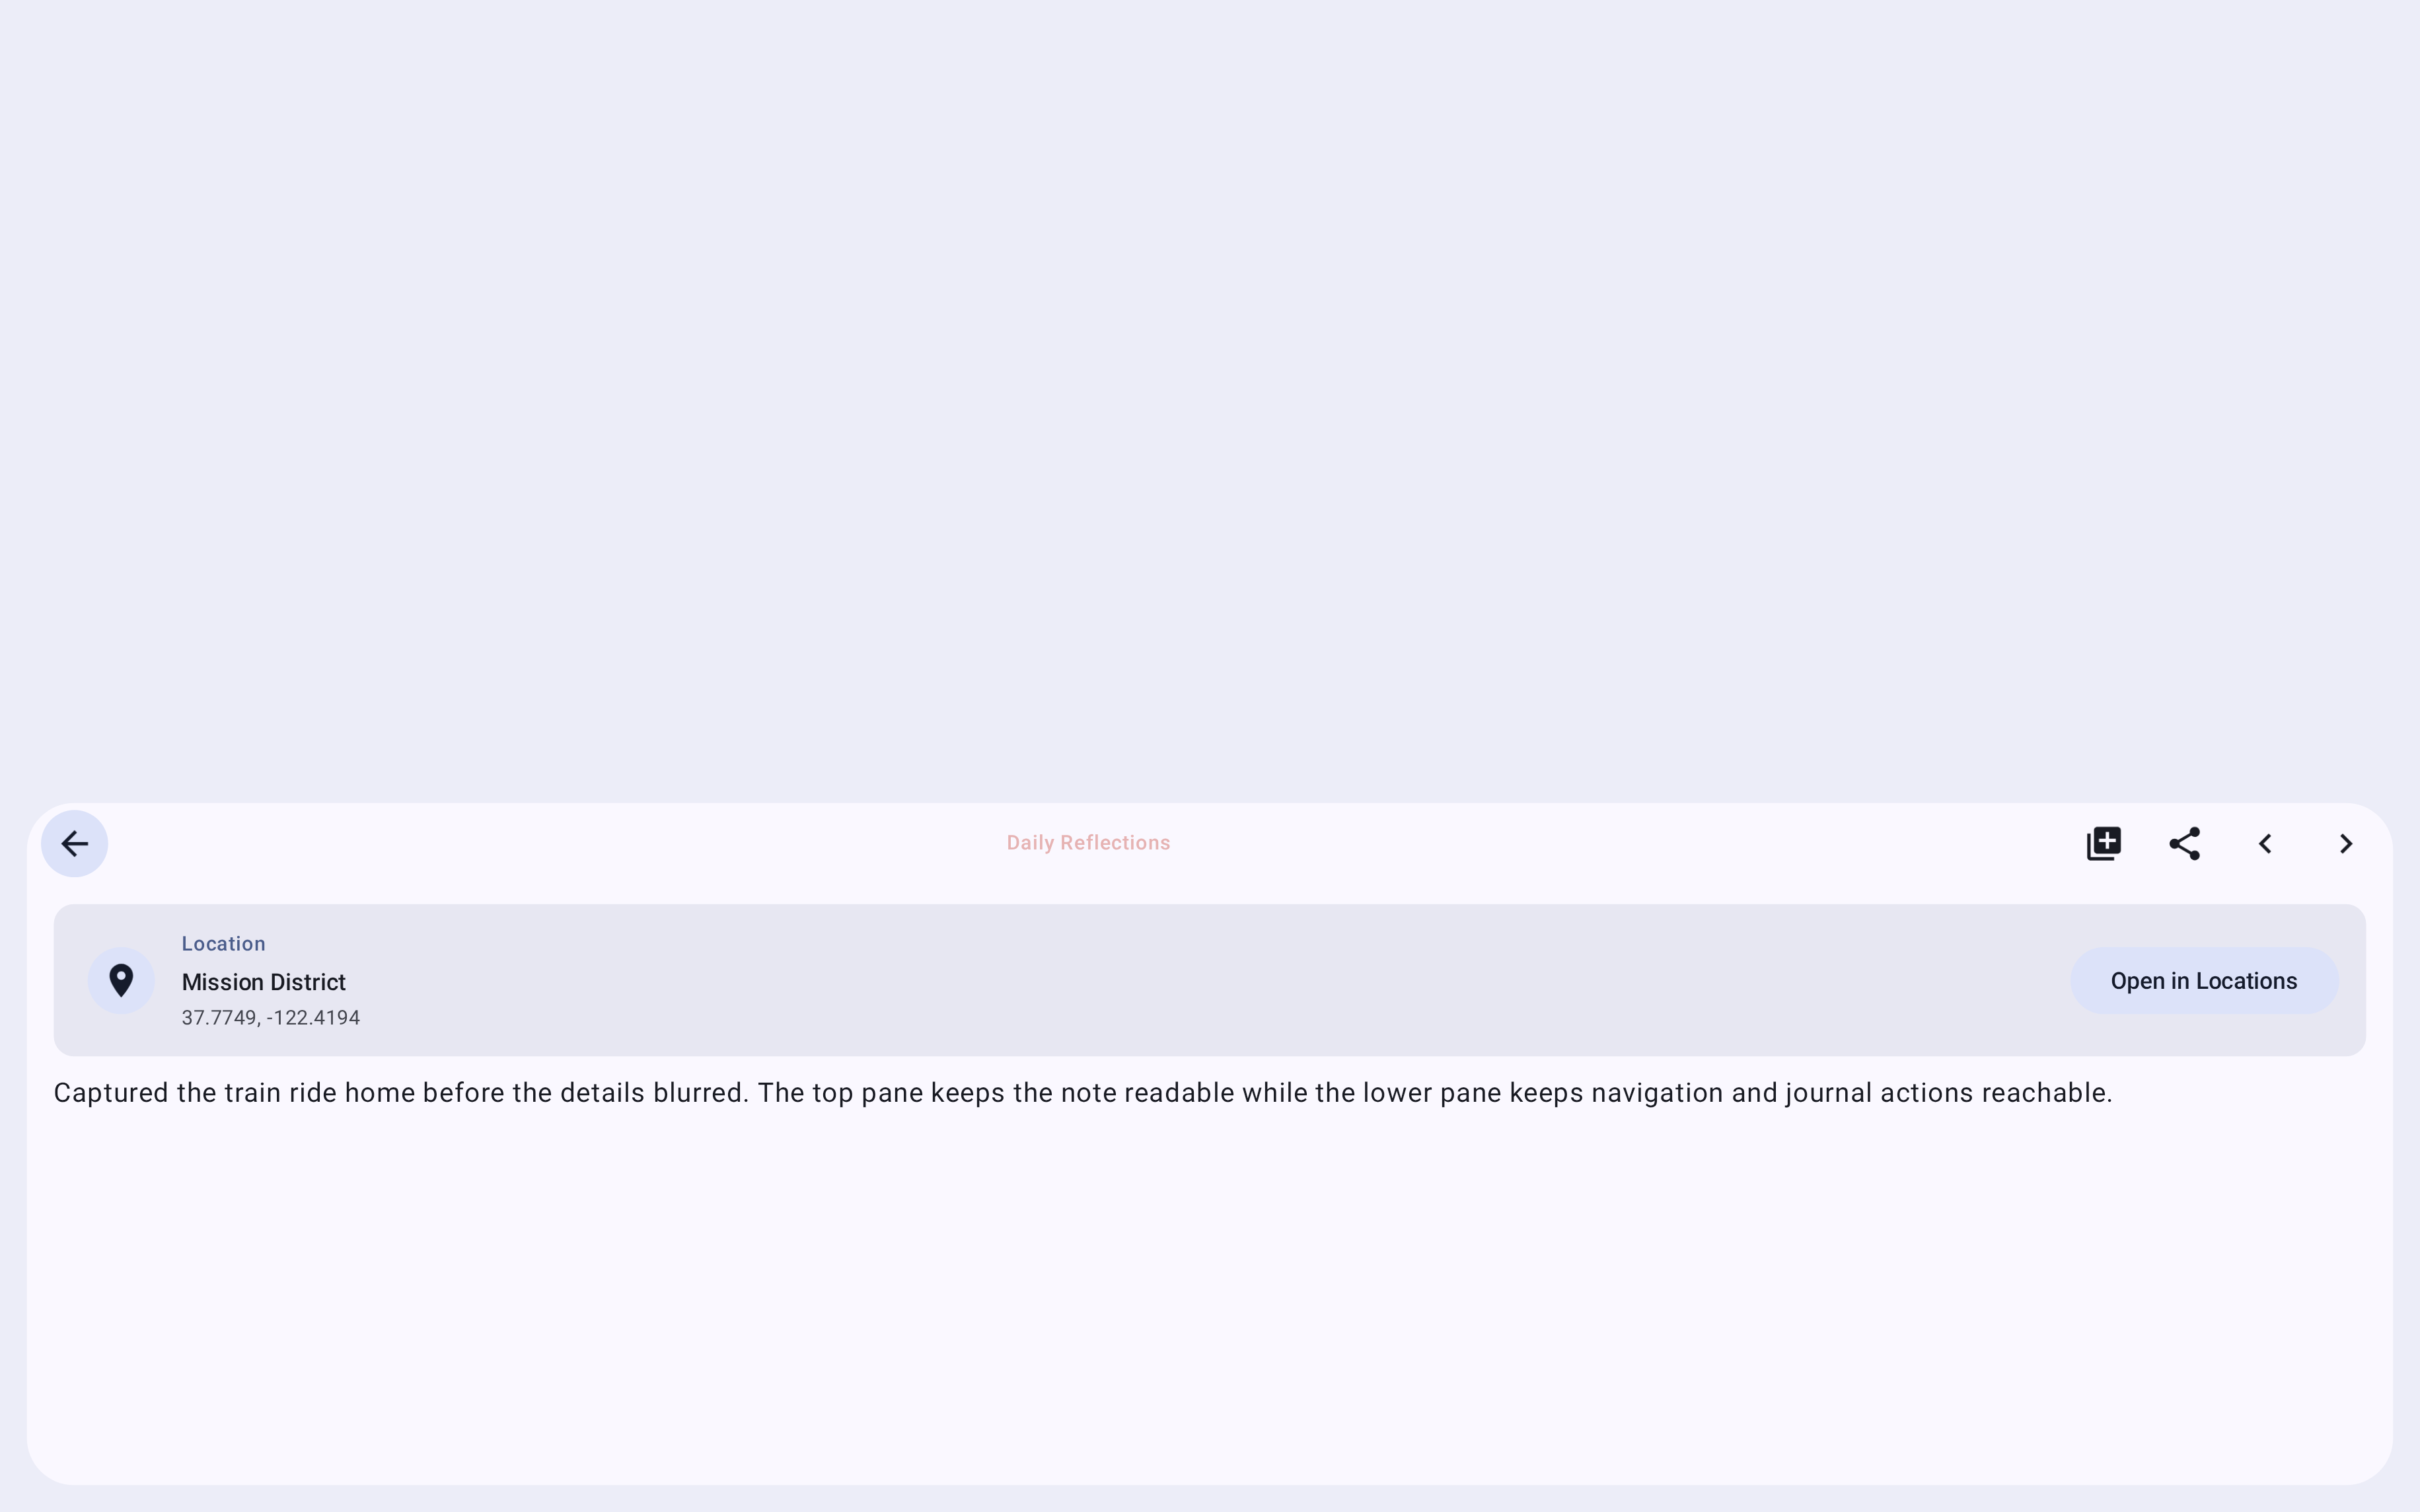 Daily Reflections
Location
Mission District
37.7749, -122.4194
Open in Locations
Captured the train ride home before the details blurred. The top pane keeps the note readable while the lower pane keeps navigation and journal actions reachable.